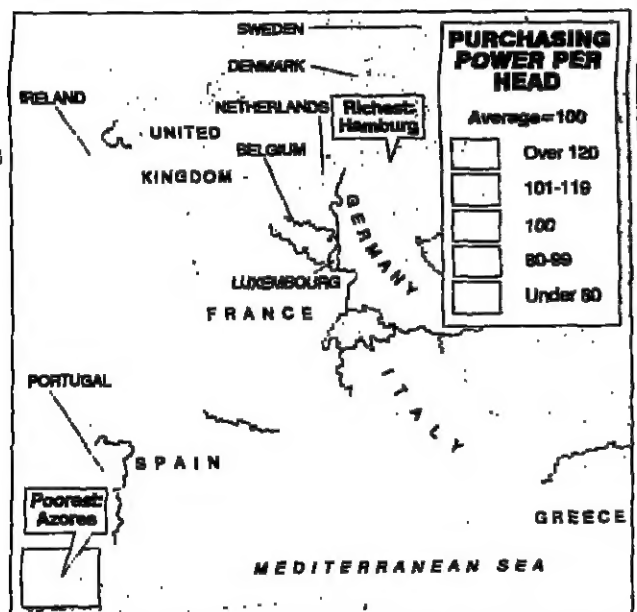 SWEDEN
DENMARK
IRELAND
NETHERLANDS
Richest:
Hamburg
UNITED
KINGDOM
BELGIUM
GERMANY
LUXEMBOURG
FRANCE
ITALY
PORTUGAL
SPAIN
Poorest:
Azores
GREECE
MEDITERRANEAN SEA
PURCHASING
POWER PER
HEAD
Average=100
Over 120
101-119
100
80-99
Under 80